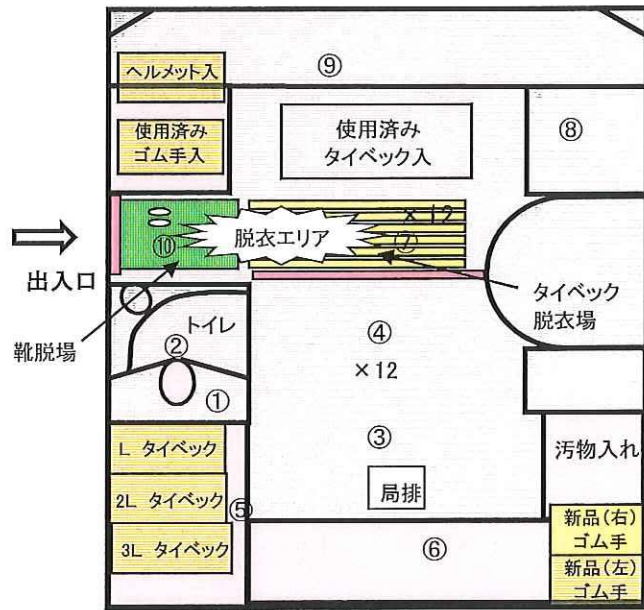 ⑨
ヘルメット入
使用済み
ゴム手入
使用済み
タイベック入
⑧
×12
脱衣エリア
⑦
⑩
出入口
靴脱場
タイベック
脱衣場
トイレ
②
①
④
×12
③
局排
L タイベック
2L タイベック
3L タイベック
⑤
⑥
汚物入れ
新品(右)
ゴム手
新品(左)
ゴム手